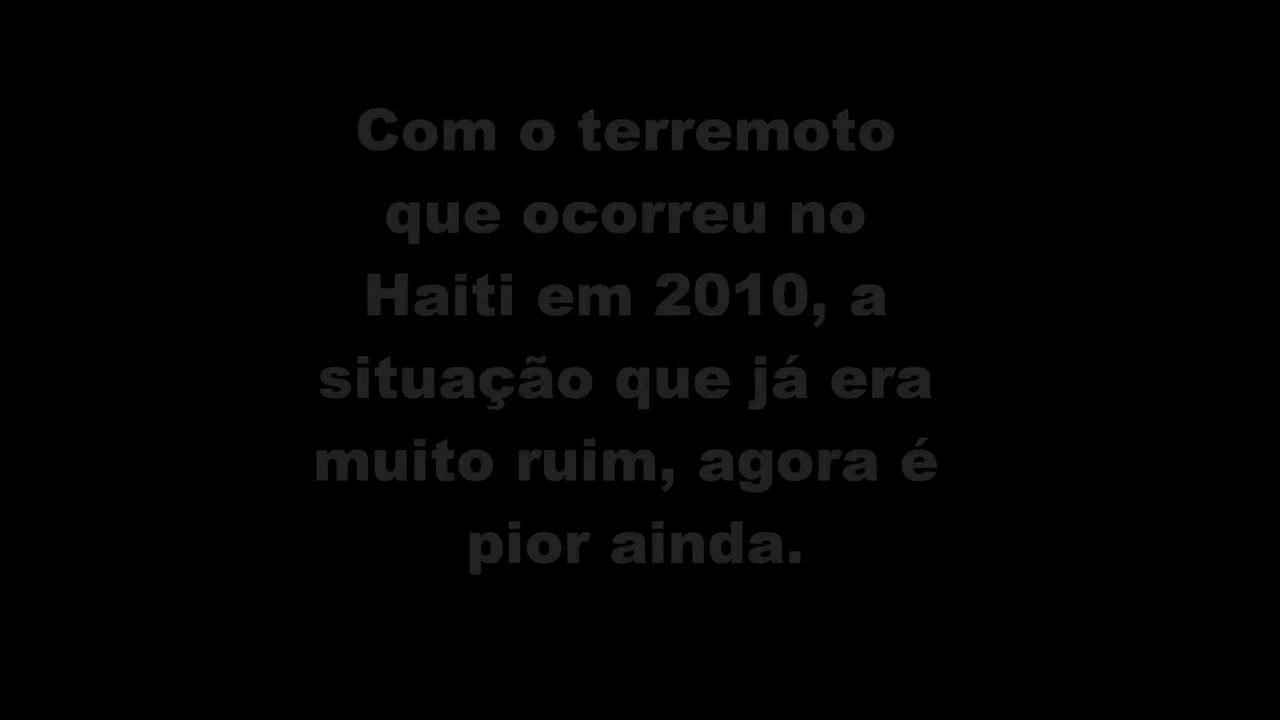 Com o terremoto
que ocorreu no
Haiti em 2010, a
situação que já era
muito ruim, agora é
pior ainda.